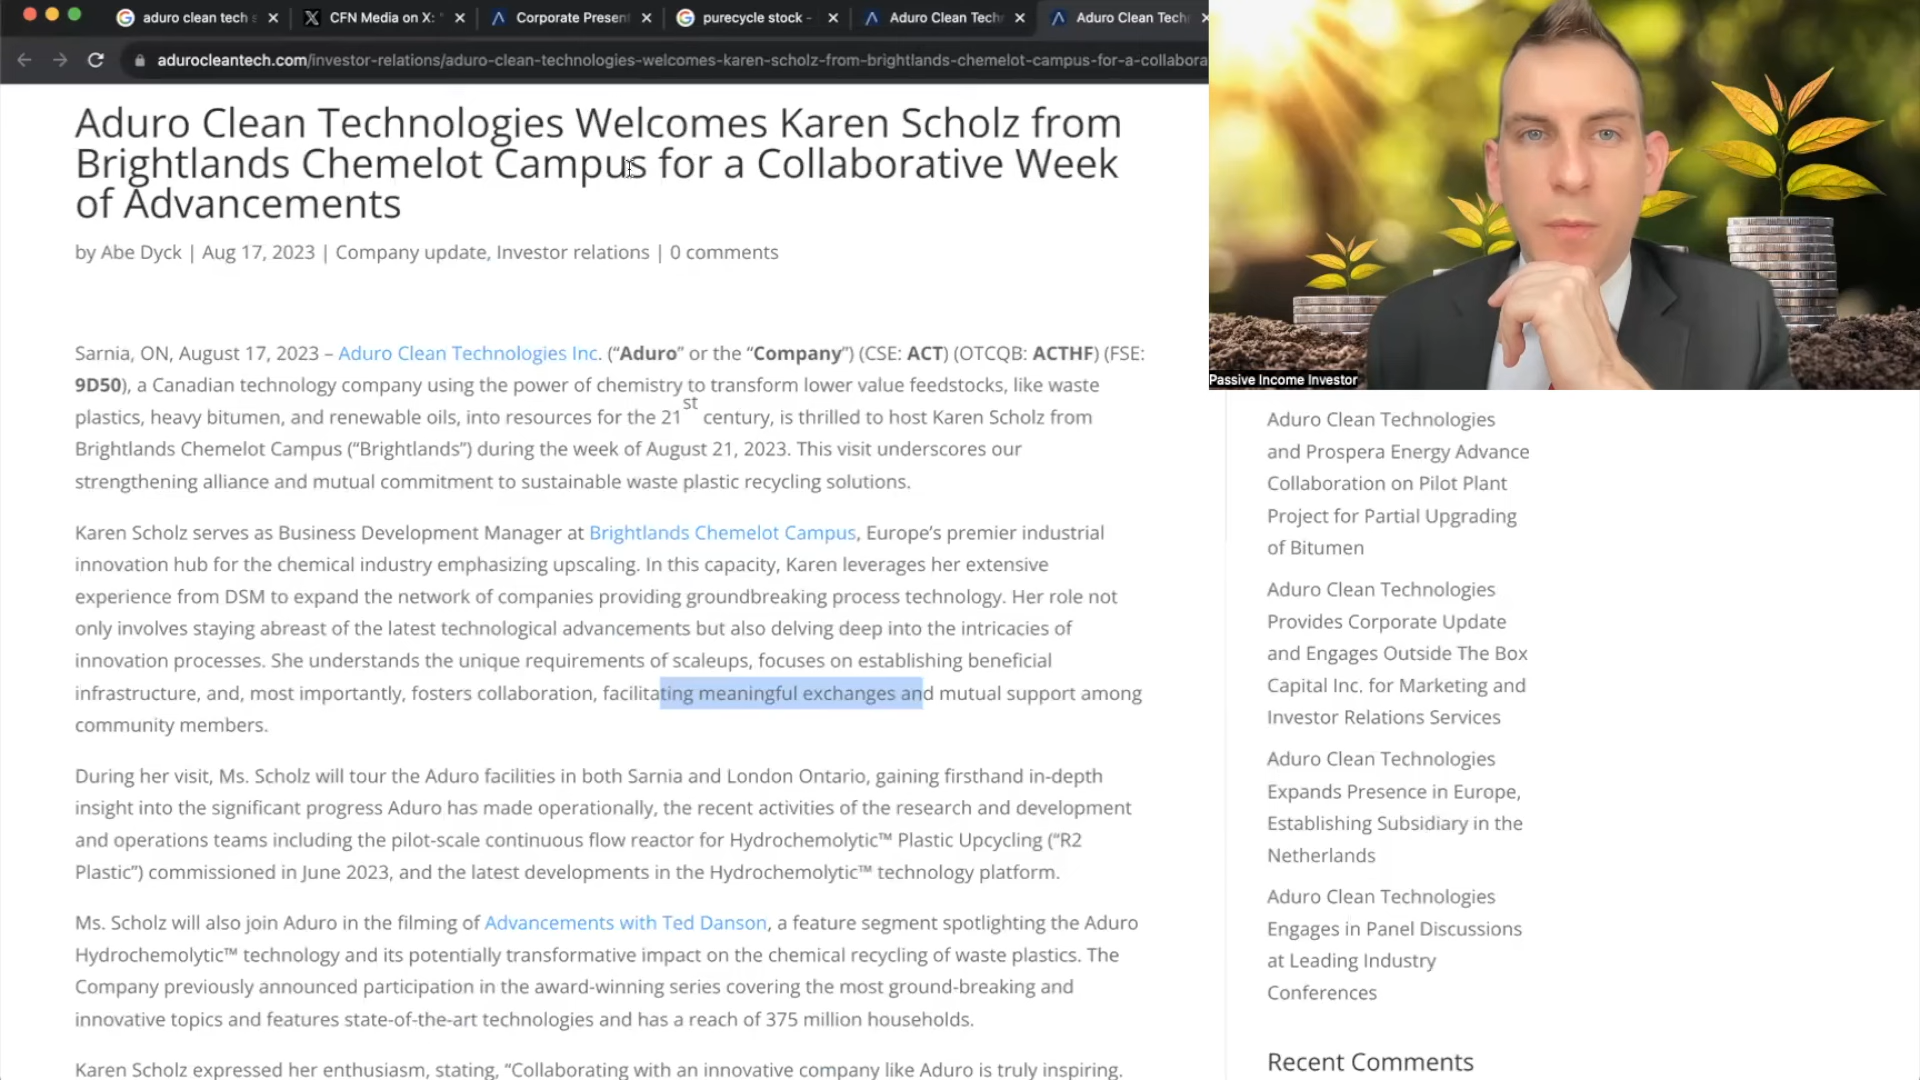 aduro clean tech s
CFN Media on X: "
Corporate Present
purecycle stock -
Aduro Clean Tech
Aduro Clean Tech
adurocleantech.com/investor-relations/aduro-clean-technologies-welcomes-karen-scholz-from-brightlands-chemelot-campus-for-a-collabora
Aduro Clean Technologies Welcomes Karen Scholz from
Brightlands Chemelot Campus for a Collaborative Week
of Advancements
by Abe Dyck | Aug 17, 2023 | Company update, Investor relations | 0 comments
Sarnia, ON, August 17, 2023 – Aduro Clean Technologies Inc. (“Aduro” or the “Company”) (CSE: ACT) (OTCQB: ACTHF) (FSE:
9D50), a Canadian technology company using the power of chemistry to transform lower value feedstocks, like waste
plastics, heavy bitumen, and renewable oils, into resources for the 21st century, is thrilled to host Karen Scholz from
Brightlands Chemelot Campus (“Brightlands”) during the week of August 21, 2023. This visit underscores our
strengthening alliance and mutual commitment to sustainable waste plastic recycling solutions.
Karen Scholz serves as Business Development Manager at Brightlands Chemelot Campus, Europe’s premier industrial
innovation hub for the chemical industry emphasizing upscaling. In this capacity, Karen leverages her extensive
experience from DSM to expand the network of companies providing groundbreaking process technology. Her role not
only involves staying abreast of the latest technological advancements but also delving deep into the intricacies of
innovation processes. She understands the unique requirements of scaleups, focuses on establishing beneficial
infrastructure, and, most importantly, fosters collaboration, facilitating meaningful exchanges and mutual support among
community members.
During her visit, Ms. Scholz will tour the Aduro facilities in both Sarnia and London Ontario, gaining firsthand in-depth
insight into the significant progress Aduro has made operationally, the recent activities of the research and development
and operations teams including the pilot-scale continuous flow reactor for Hydrochemolytic™ Plastic Upcycling (“R2
Plastic”) commissioned in June 2023, and the latest developments in the Hydrochemolytic™ technology platform.
Ms. Scholz will also join Aduro in the filming of Advancements with Ted Danson, a feature segment spotlighting the Aduro
Hydrochemolytic™ technology and its potentially transformative impact on the chemical recycling of waste plastics. The
Company previously announced participation in the award-winning series covering the most ground-breaking and
innovative topics and features state-of-the-art technologies and has a reach of 375 million households.
Karen Scholz expressed her enthusiasm, stating, “Collaborating with an innovative company like Aduro is truly inspiring.
Passive Income Investor
Aduro Clean Technologies
and Prospera Energy Advance
Collaboration on Pilot Plant
Project for Partial Upgrading
of Bitumen
Aduro Clean Technologies
Provides Corporate Update
and Engages Outside The Box
Capital Inc. for Marketing and
Investor Relations Services
Aduro Clean Technologies
Expands Presence in Europe,
Establishing Subsidiary in the
Netherlands
Aduro Clean Technologies
Engages in Panel Discussions
at Leading Industry
Conferences
Recent Comments